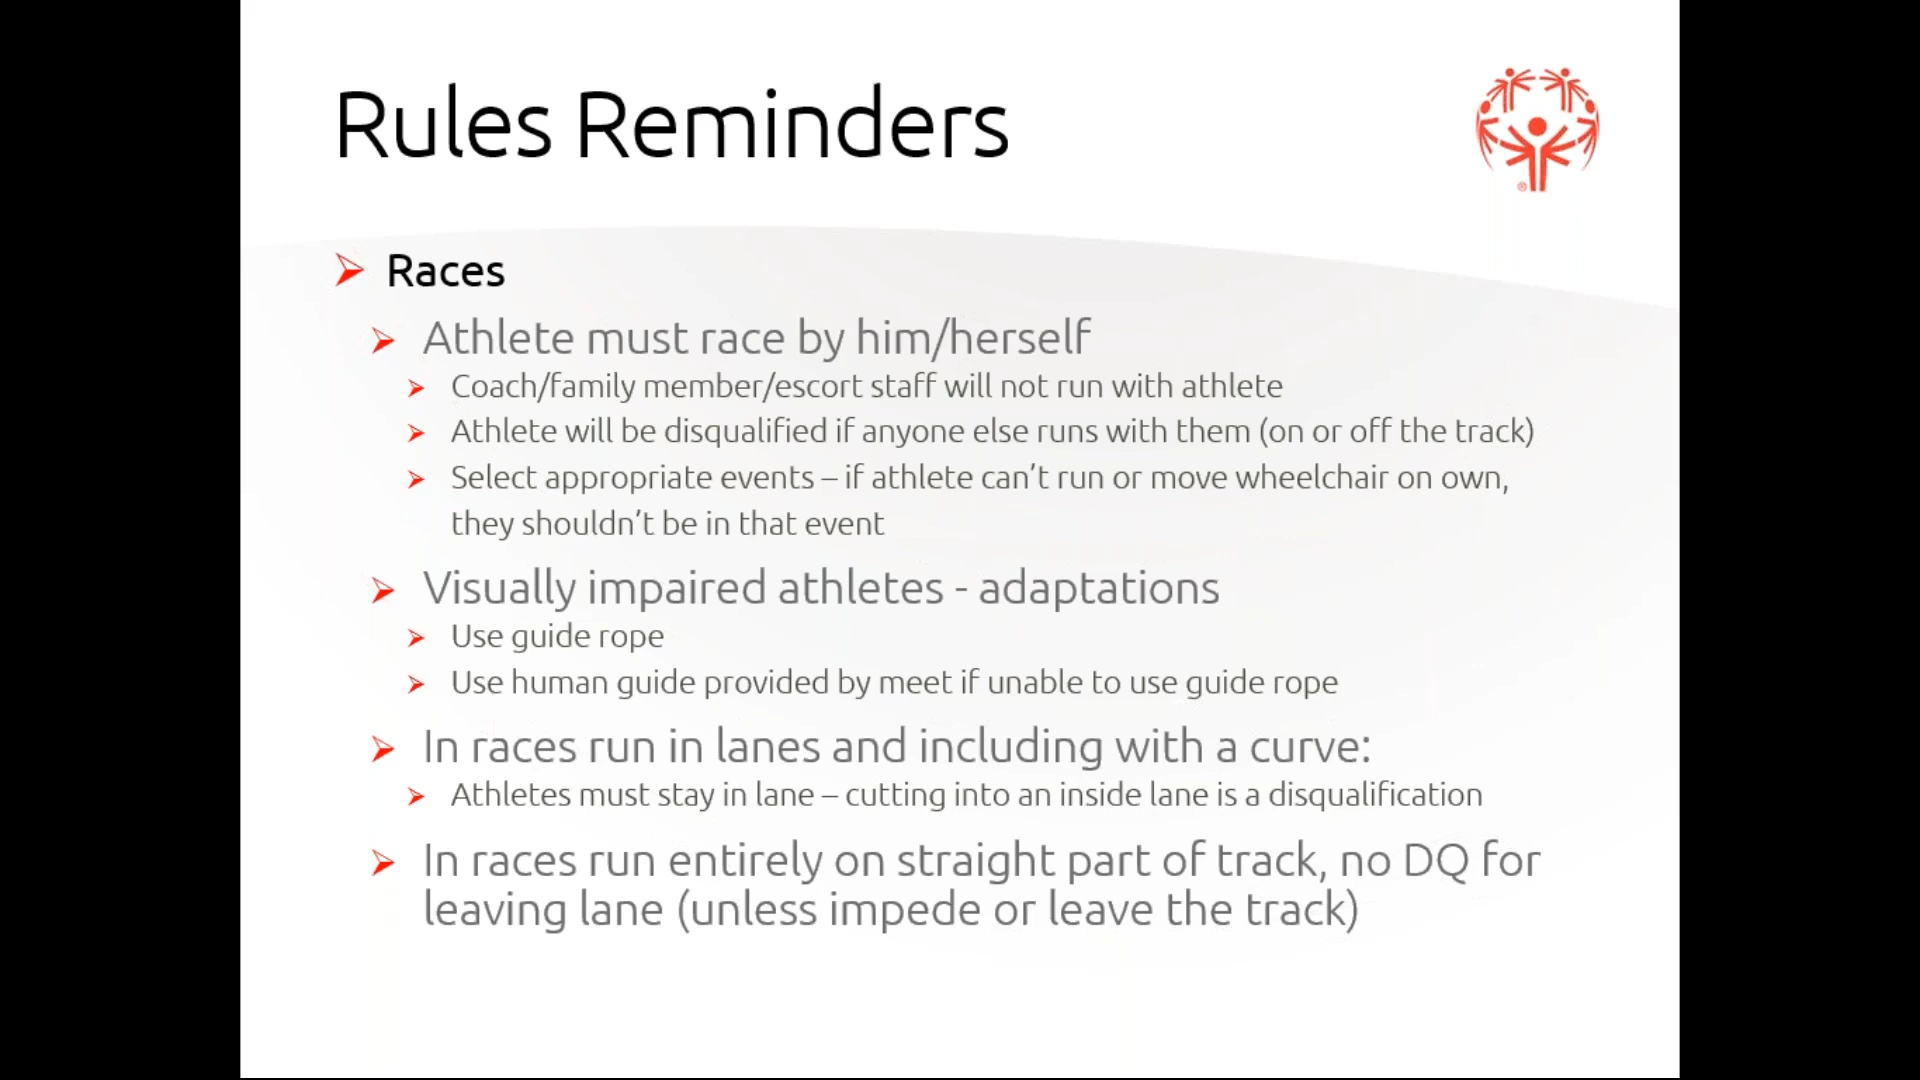 Rules Reminders
®
Races
Athlete must race by him/herself
Coach/family member/escort staff will not run with athlete
Athlete will be disqualified if anyone else runs with them (on or off the track)
Select appropriate events – if athlete can’t run or move wheelchair on own,
they shouldn’t be in that event
Visually impaired athletes - adaptations
Use guide rope
Use human guide provided by meet if unable to use guide rope
In races run in lanes and including with a curve:
Athletes must stay in lane – cutting into an inside lane is a disqualification
In races run entirely on straight part of track, no DQ for
leaving lane (unless impede or leave the track)